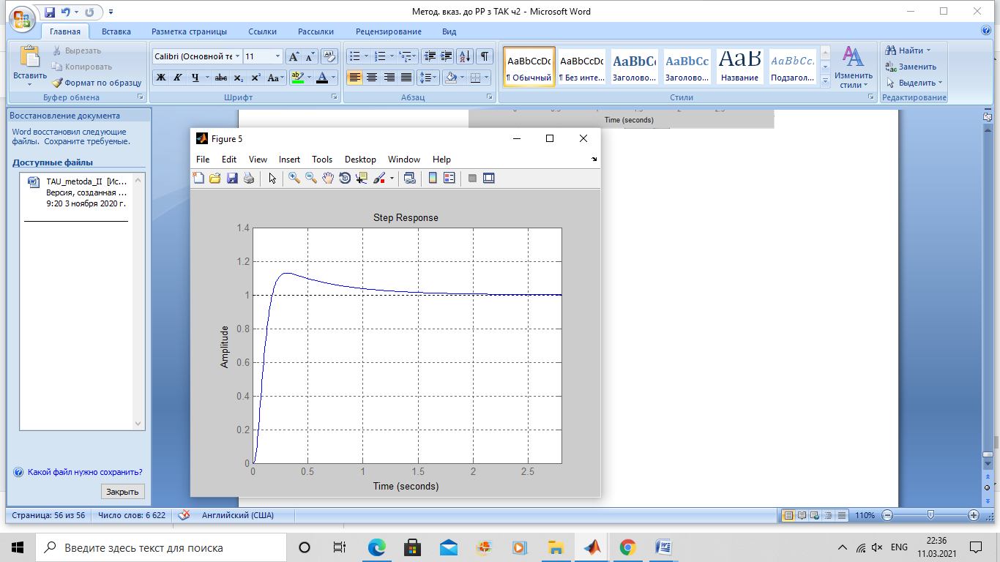 Метод. вказ. до РР з ТАК ч2 - Microsoft Word
Главная Вставка Разметка страницы Ссылки Рассылки Рецензирование Вид
Вставить
Вырезать
Копировать
Формат по образцу
Буфер обмена
Calibri (Основной те 11
Ж К Ч abc x₂ x² Aa
Шрифт
Абзац
АаBbCcDc АаBbCcDc AaBbC AaBbCc AaB AaBbCc.
¶ Обычный ¶ Без инте... Заголово... Заголово... Название Подзагол...
Изменить стили
Стили
Найти
Заменить
Выделить
Редактирование
Восстановление документа
Word восстановил следующие
файлы. Сохраните требуемые.
Доступные файлы
TAU_metoda_II [Ис...
Версия, созданная ...
9:20 3 ноября 2020 г.
Какой файл нужно сохранить?
Закрыть
Time (seconds)
Figure 5
File Edit View Insert Tools Desktop Window Help
Step Response
Amplitude
1.4
1.2
1
0.8
0.6
0.4
0.2
0
0 0.5 1 1.5 2 2.5
Time (seconds)
Страница: 56 из 56 Число слов: 6 622 Английский (США) 110%
Введите здесь текст для поиска
ENG
22:36
11.03.2021